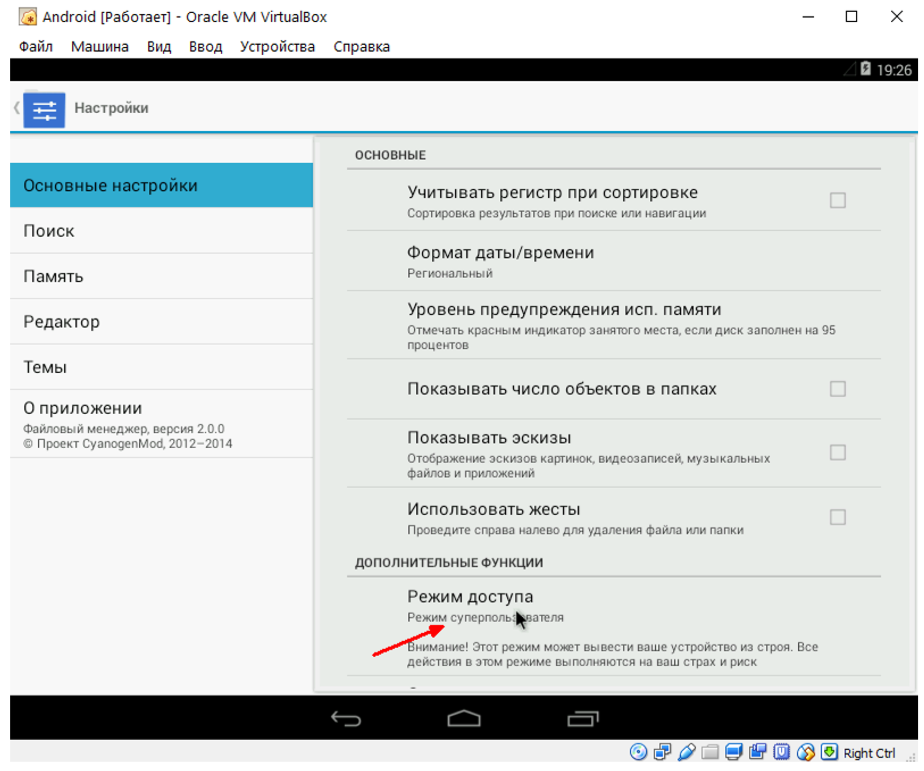 Android [Работает] - Oracle VM VirtualBox
Файл Машина Вид Ввод Устройства Справка
19:26
Настройки
Основные настройки
Поиск
Память
Редактор
Темы
О приложении
Файловый менеджер, версия 2.0.0
© Проект CyanogenMod, 2012–2014
ОСНОВНЫЕ
Учитывать регистр при сортировке
Сортировка результатов при поиске или навигации
Формат даты/времени
Региональный
Уровень предупреждения исп. памяти
Отмечать красным индикатор занятого места, если диск заполнен на 95
процентов
Показывать число объектов в папках
Показывать эскизы
Отображение эскизов картинок, видеозаписей, музыкальных
файлов и приложений
Использовать жесты
Проведите справа налево для удаления файла или папки
ДОПОЛНИТЕЛЬНЫЕ ФУНКЦИИ
Режим доступа
Режим суперпользователя
Внимание! Этот режим может вывести ваше устройство из строя. Все
действия в этом режиме выполняются на ваш страх и риск
Right Ctrl